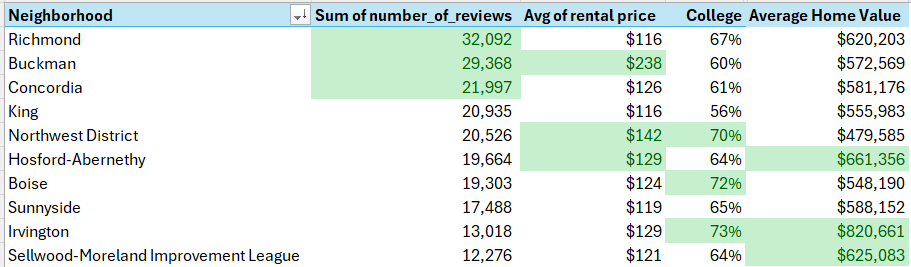 Neighborhood Sum of number_of_reviews Avg of rental price College Average Home Value
Richmond 32,092 $116 67% $620,203
Buckman 29,368 $238 60% $572,569
Concordia 21,997 $126 61% $581,176
King 20,935 $116 56% $555,983
Northwest District 20,526 $142 70% $479,585
Hosford-Abernethy 19,664 $129 64% $661,356
Boise 19,303 $124 72% $548,190
Sunnyside 17,488 $119 65% $588,152
Irvington 13,018 $129 73% $820,661
Sellwood-Moreland Improvement League 12,276 $121 64% $625,083